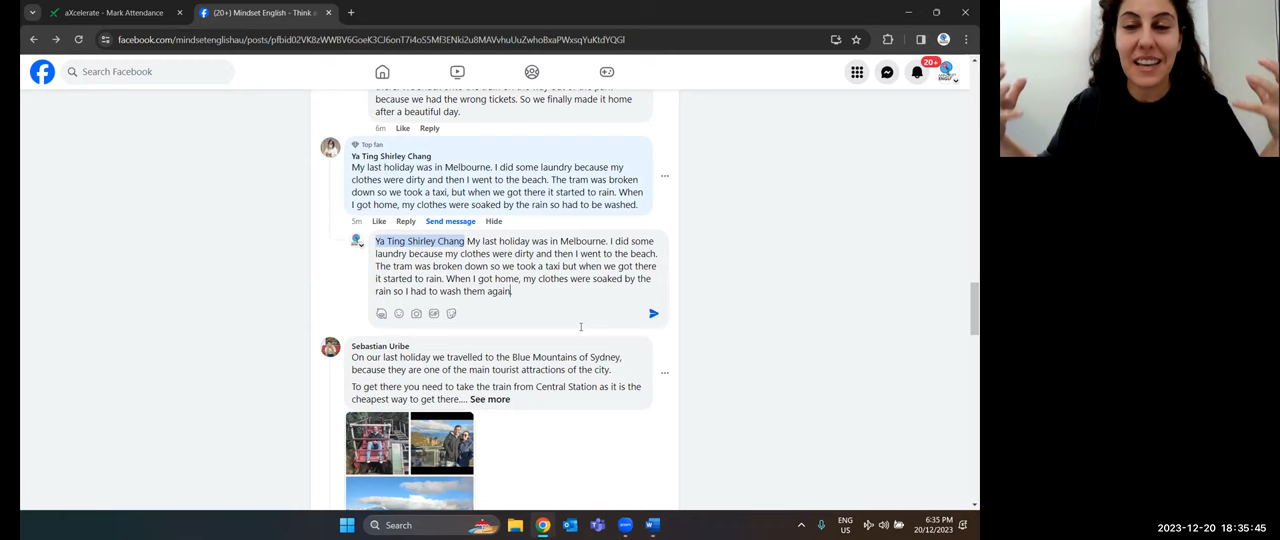 aXcelerate - Mark Attendance
(20+) Mindset English - Think a
facebook.com/mindsetenglishau/posts/pfbid02VK8zWWBV6GoeK3CJ6onT7i4oS5Mf3ENki2u8MAVvhuUuZwhoBxaPWxsqYuKtdYQGl
Search Facebook
20+
because we had the wrong tickets. So we finally made it home
after a beautiful day.
6m Like Reply
Top fan
Ya Ting Shirley Chang
My last holiday was in Melbourne. I did some laundry because my
clothes were dirty and then I went to the beach. The tram was broken
down so we took a taxi, but when we got there it started to rain. When
I got home, my clothes were soaked by the rain so had to be washed.
5m Like Reply Send message Hide
Ya Ting Shirley Chang My last holiday was in Melbourne. I did some
laundry because my clothes were dirty and then I went to the beach.
The tram was broken down so we took a taxi but when we got there
it started to rain. When I got home, my clothes were soaked by the
rain so I had to wash them again.
Sebastian Uribe
On our last holiday we travelled to the Blue Mountains of Sydney,
because they are one of the main tourist attractions of the city.
To get there you need to take the train from Central Station as it is the
cheapest way to get there.... See more
Search
ENG
US
6:35 PM
20/12/2023
2023-12-20 18:35:45